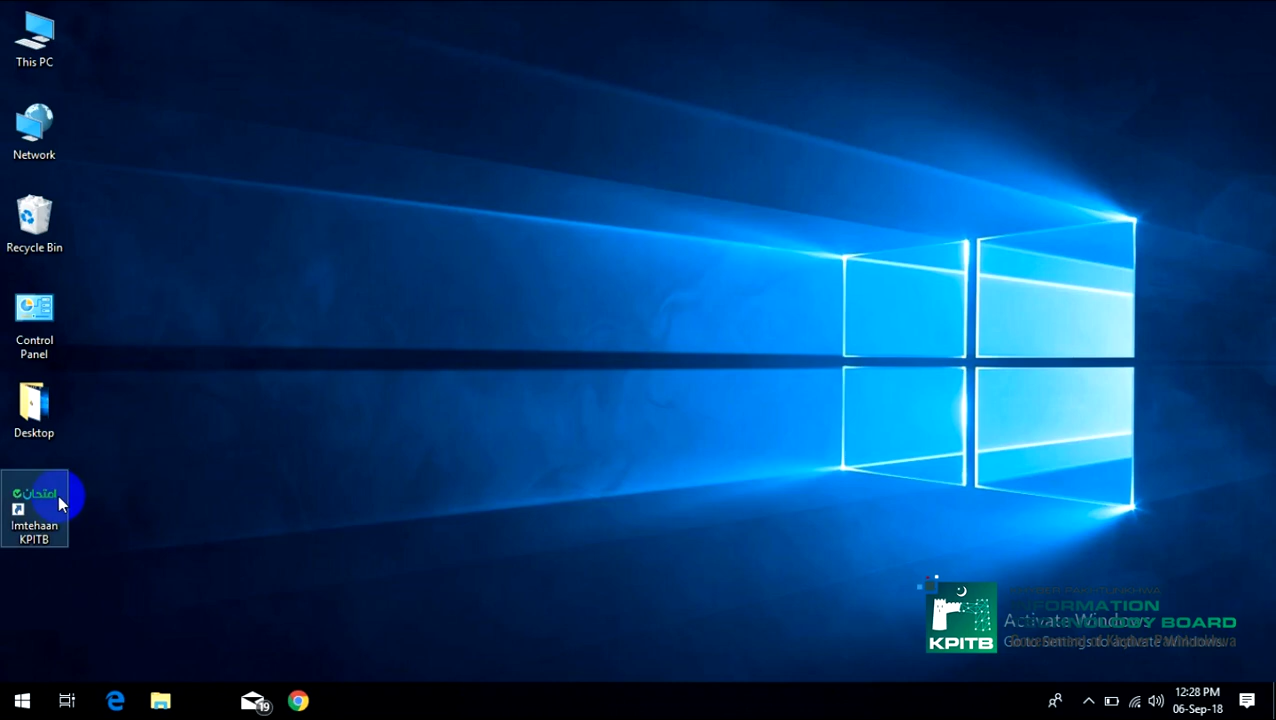 This PC
Network
Recycle Bin
Control
Panel
Desktop
امتحان
Imtehaan
KPITB
KPITB
INFORMATION
TECHNOLOGY BOARD
Activate Windows
Go to Settings to activate Windows.
19
12:28 PM
06-Sep-18